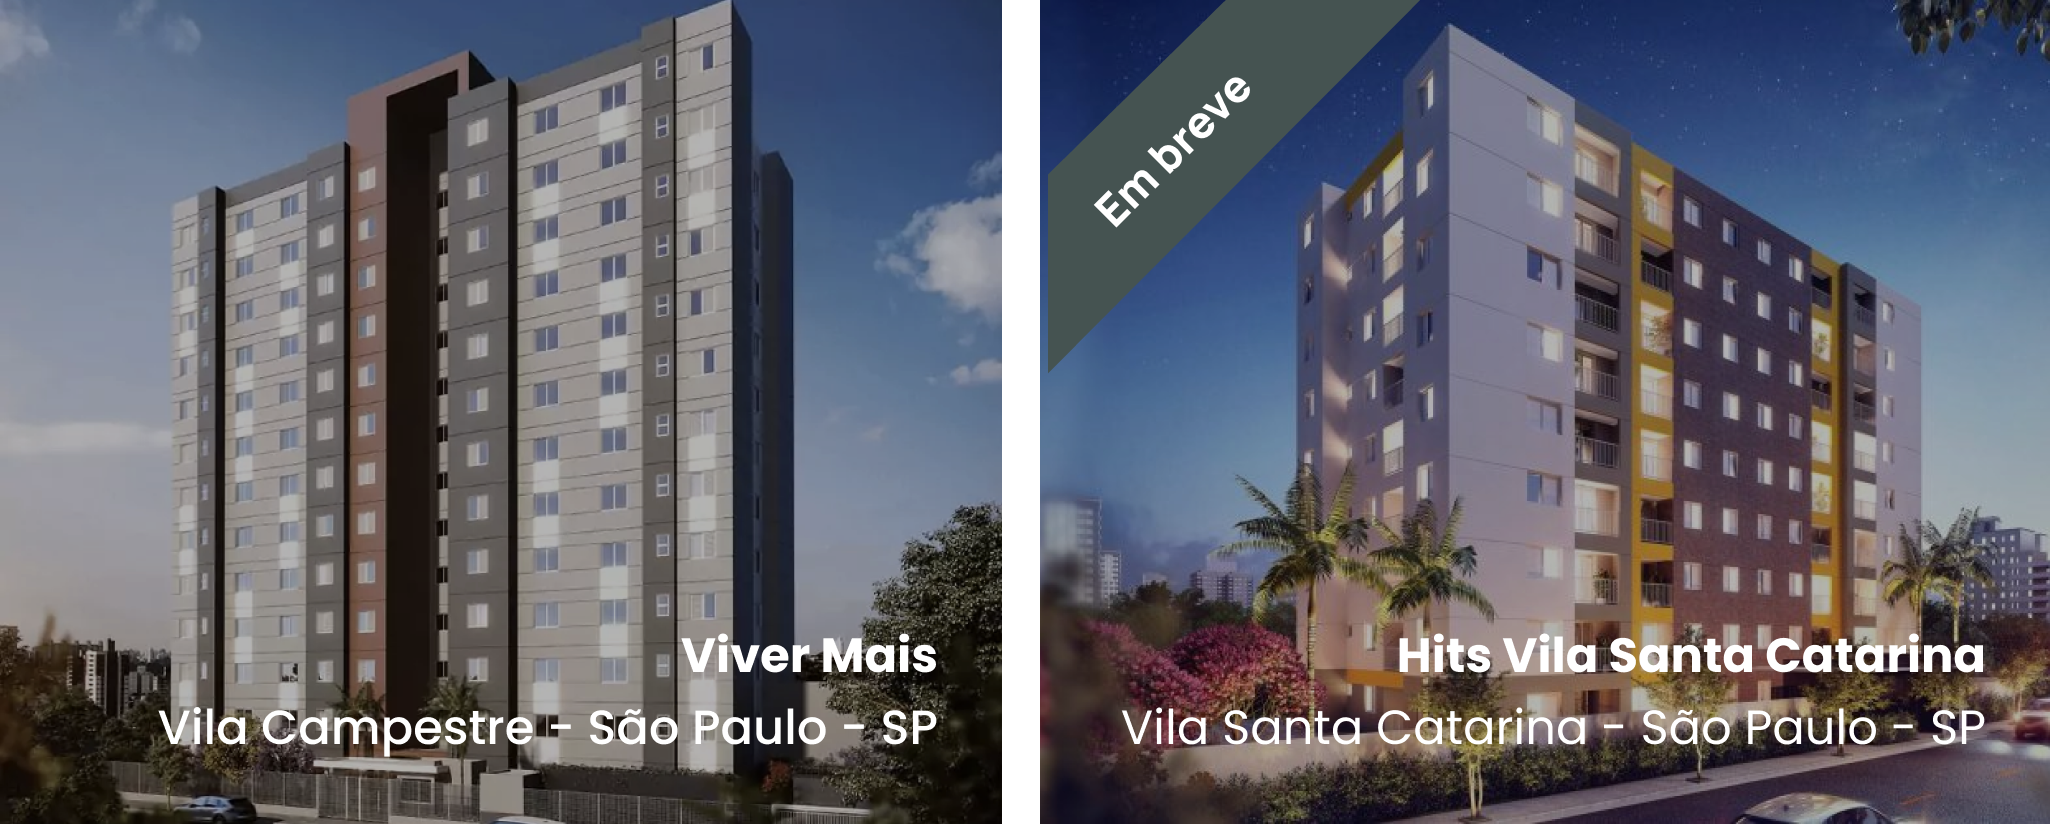 Viver Mais
Vila Campestre - São Paulo - SP
Em breve
Hits Vila Santa Catarina
Vila Santa Catarina - São Paulo - SP